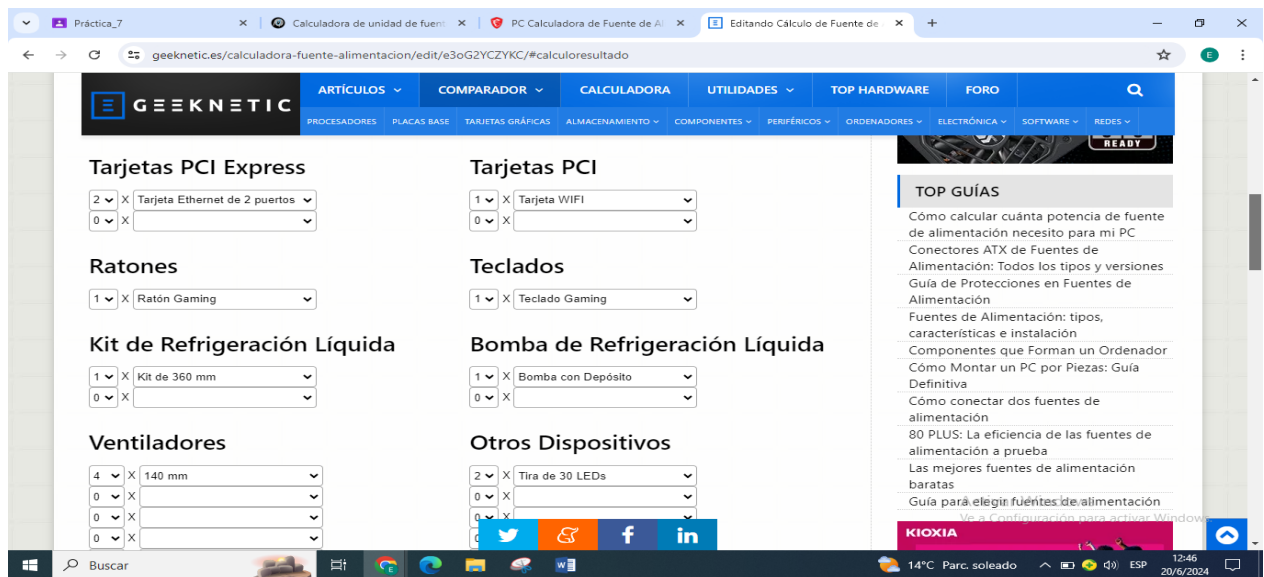 Práctica_7
Calculadora de unidad de fuent
PC Calculadora de Fuente de Al
Editando Cálculo de Fuente de
geeknetic.es/calculadora-fuente-alimentacion/edit/e3oG2YCZYKC/#calculoresultado
E
GEEKNETIC
ARTÍCULOS COMPARADOR CALCULADORA UTILIDADES TOP HARDWARE FORO
PROCESADORES PLACAS BASE TARJETAS GRÁFICAS ALMACENAMIENTO COMPONENTES PERIFÉRICOS ORDENADORES ELECTRÓNICA SOFTWARE REDES
READY
Tarjetas PCI Express
2 X Tarjeta Ethernet de 2 puertos
0 X
Tarjetas PCI
1 X Tarjeta WIFI
0 X
Ratones
1 X Ratón Gaming
Teclados
1 X Teclado Gaming
Kit de Refrigeración Líquida
1 X Kit de 360 mm
0 X
Bomba de Refrigeración Líquida
1 X Bomba con Depósito
0 X
Ventiladores
4 X 140 mm
0 X
0 X
0 X
Otros Dispositivos
2 X Tira de 30 LEDs
0 X
0 X
TOP GUÍAS
Cómo calcular cuánta potencia de fuente
de alimentación necesito para mi PC
Conectores ATX de Fuentes de
Alimentación: Todos los tipos y versiones
Guía de Protecciones en Fuentes de
Alimentación
Fuentes de Alimentación: tipos,
características e instalación
Componentes que Forman un Ordenador
Cómo Montar un PC por Piezas: Guía
Definitiva
Cómo conectar dos fuentes de
alimentación
80 PLUS: La eficiencia de las fuentes de
alimentación a prueba
Las mejores fuentes de alimentación
baratas
Guía para elegir fuentes de alimentación
Activar Windows
Ve a Configuración para activar Windows.
KIOXIA
f in
Buscar
W
14°C Parc. soleado
ESP
12:46
20/6/2024